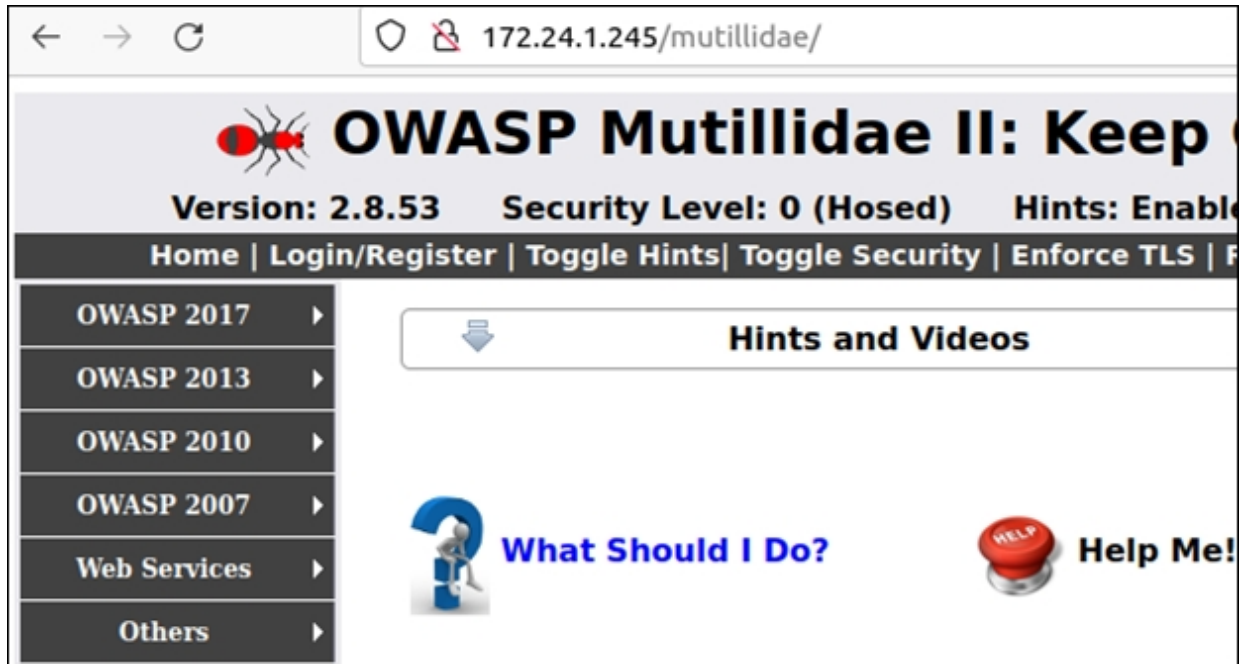 172.24.1.245/mutillidae/
OWASP Mutillidae II: Keep
Version: 2.8.53 Security Level: 0 (Hosed) Hints: Enable
Home | Login/Register | Toggle Hints| Toggle Security | Enforce TLS |
OWASP 2017
Hints and Videos
OWASP 2013
OWASP 2010
OWASP 2007
What Should I Do?
HELP
Help Me!
Web Services
Others